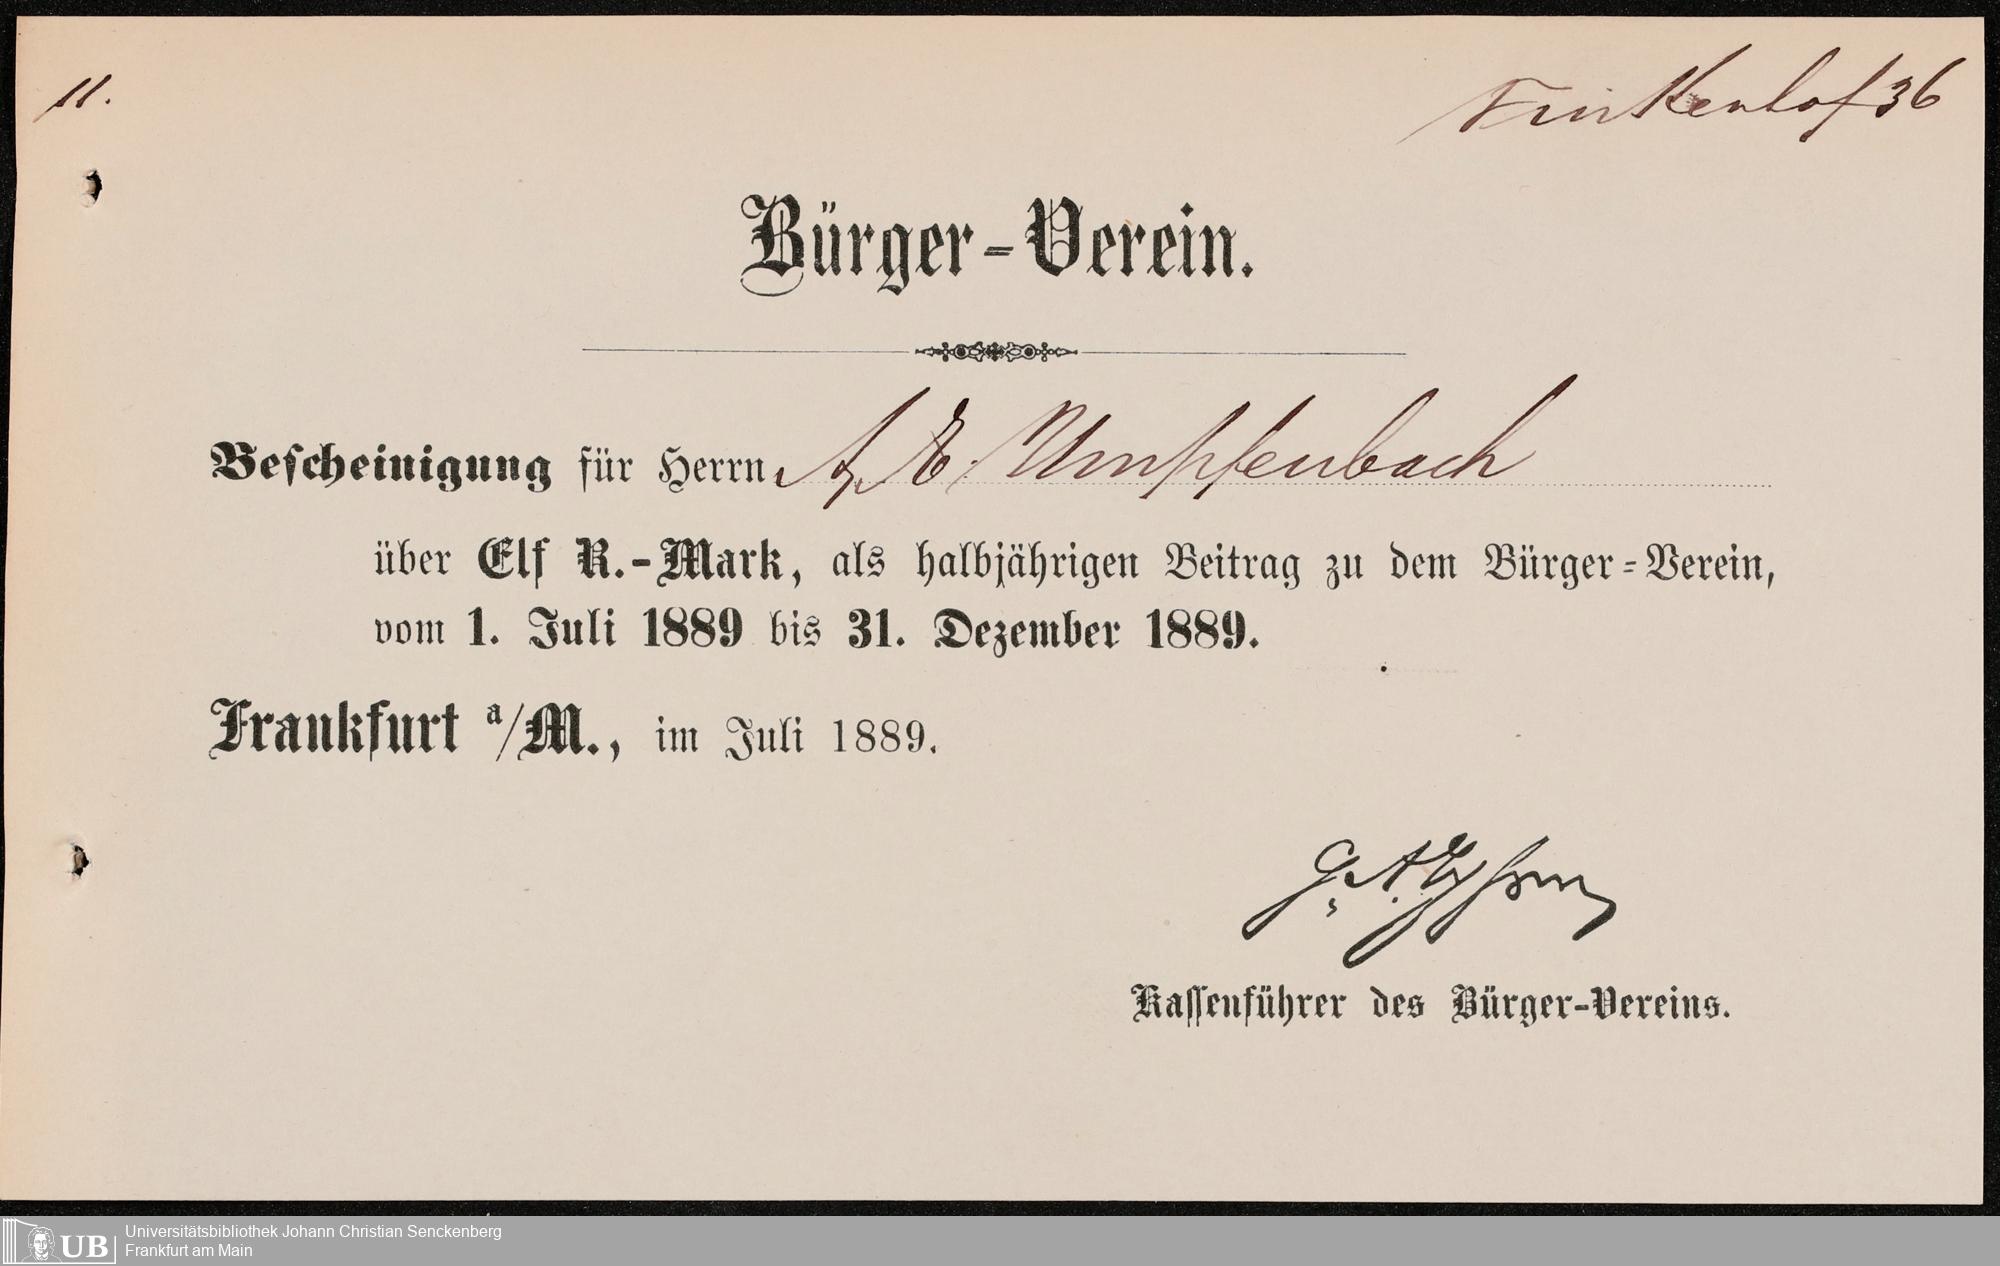 11.
Finkenhof 36
Bürger-Verein.
Bescheinigung für Herrn A. E. Umpfenbach
über Elf R.-Mark, als halbjährigen Beitrag zu dem Bürger-Verein,
vom 1. Juli 1889 bis 31. Dezember 1889.
Frankfurt a/M., im Juli 1889.
Kassenführer des Bürger-Vereins.
UB
Universitätsbibliothek Johann Christian Senckenberg
Frankfurt am Main